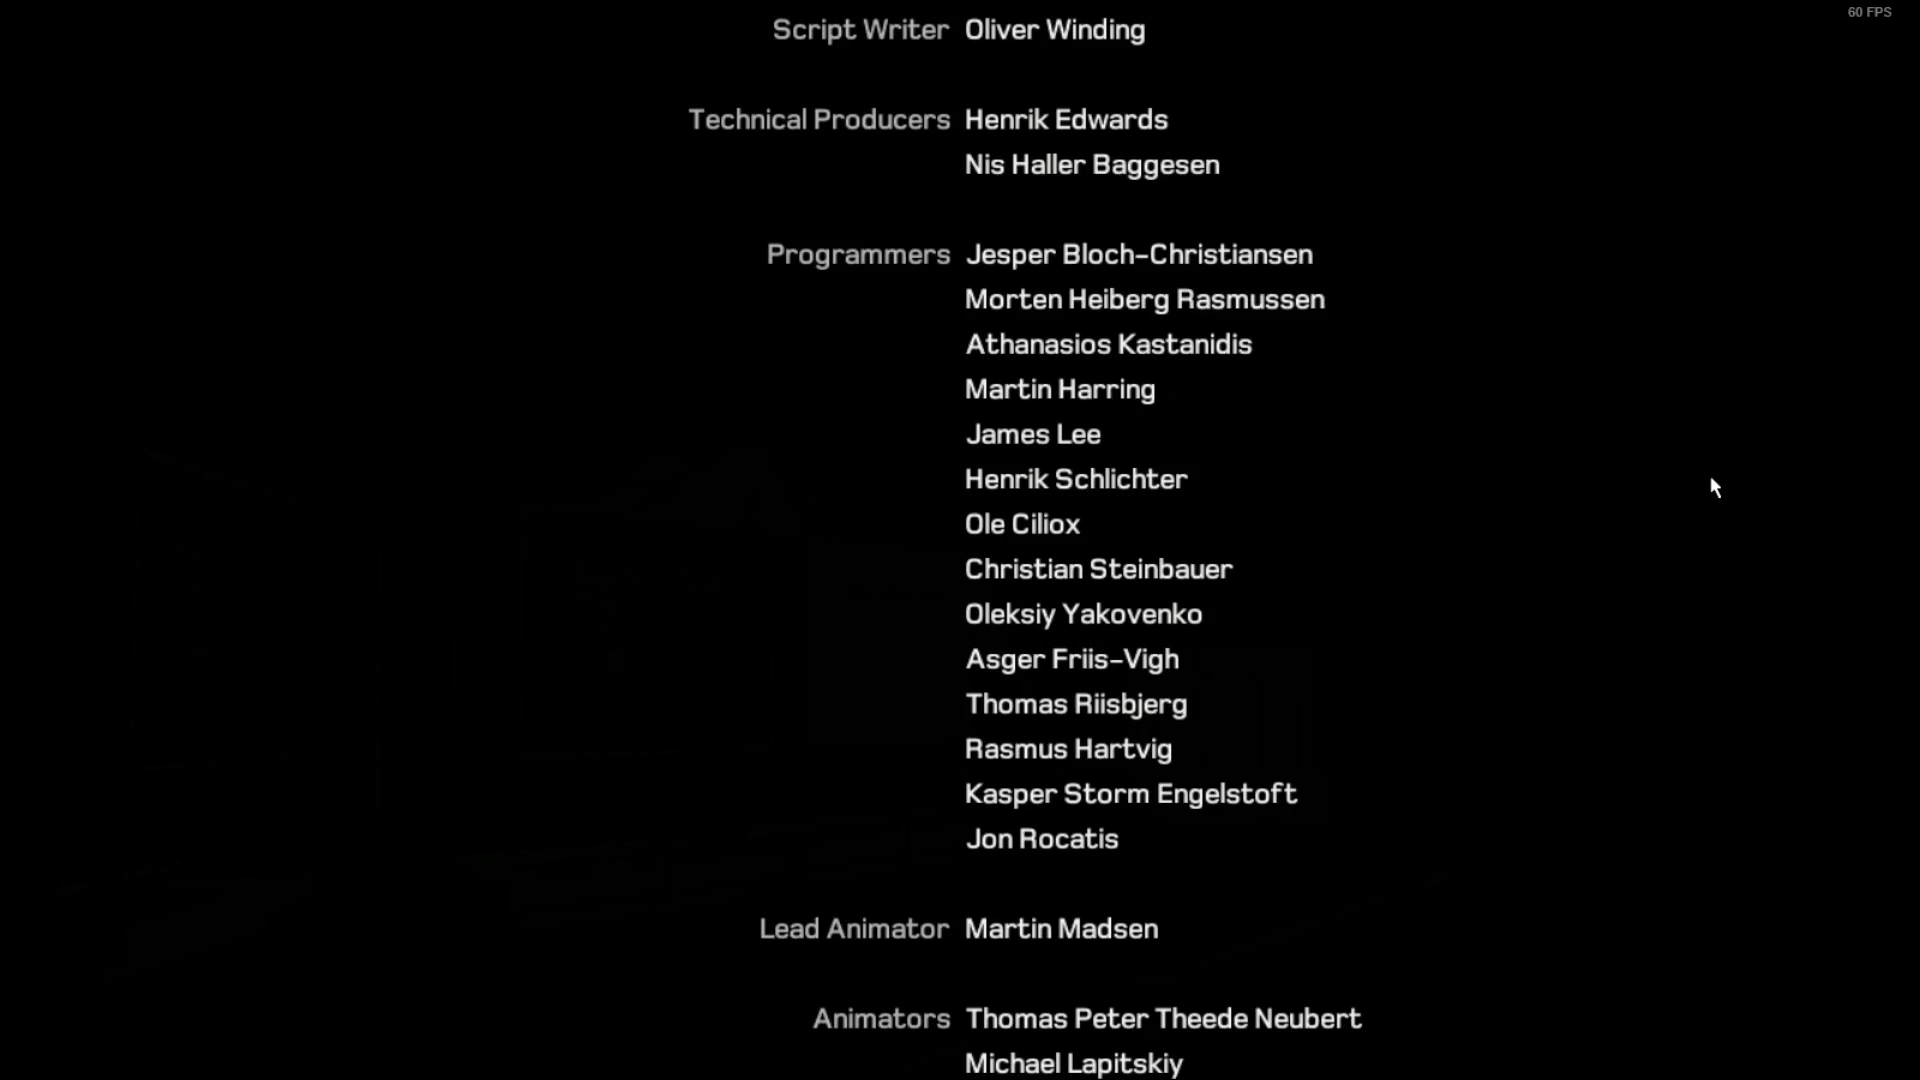 60 FPS
Script Writer Oliver Winding
Technical Producers Henrik Edwards
Nis Haller Baggesen
Programmers Jesper Bloch-Christiansen
Morten Heiberg Rasmussen
Athanasios Kastanidis
Martin Harring
James Lee
Henrik Schlichter
Ole Ciliox
Christian Steinbauer
Oleksiy Yakovenko
Asger Friis-Vigh
Thomas Riisbjerg
Rasmus Hartvig
Kasper Storm Engelstoft
Jon Rocatis
Lead Animator Martin Madsen
Animators Thomas Peter Theede Neubert
Michael Lapitskiy